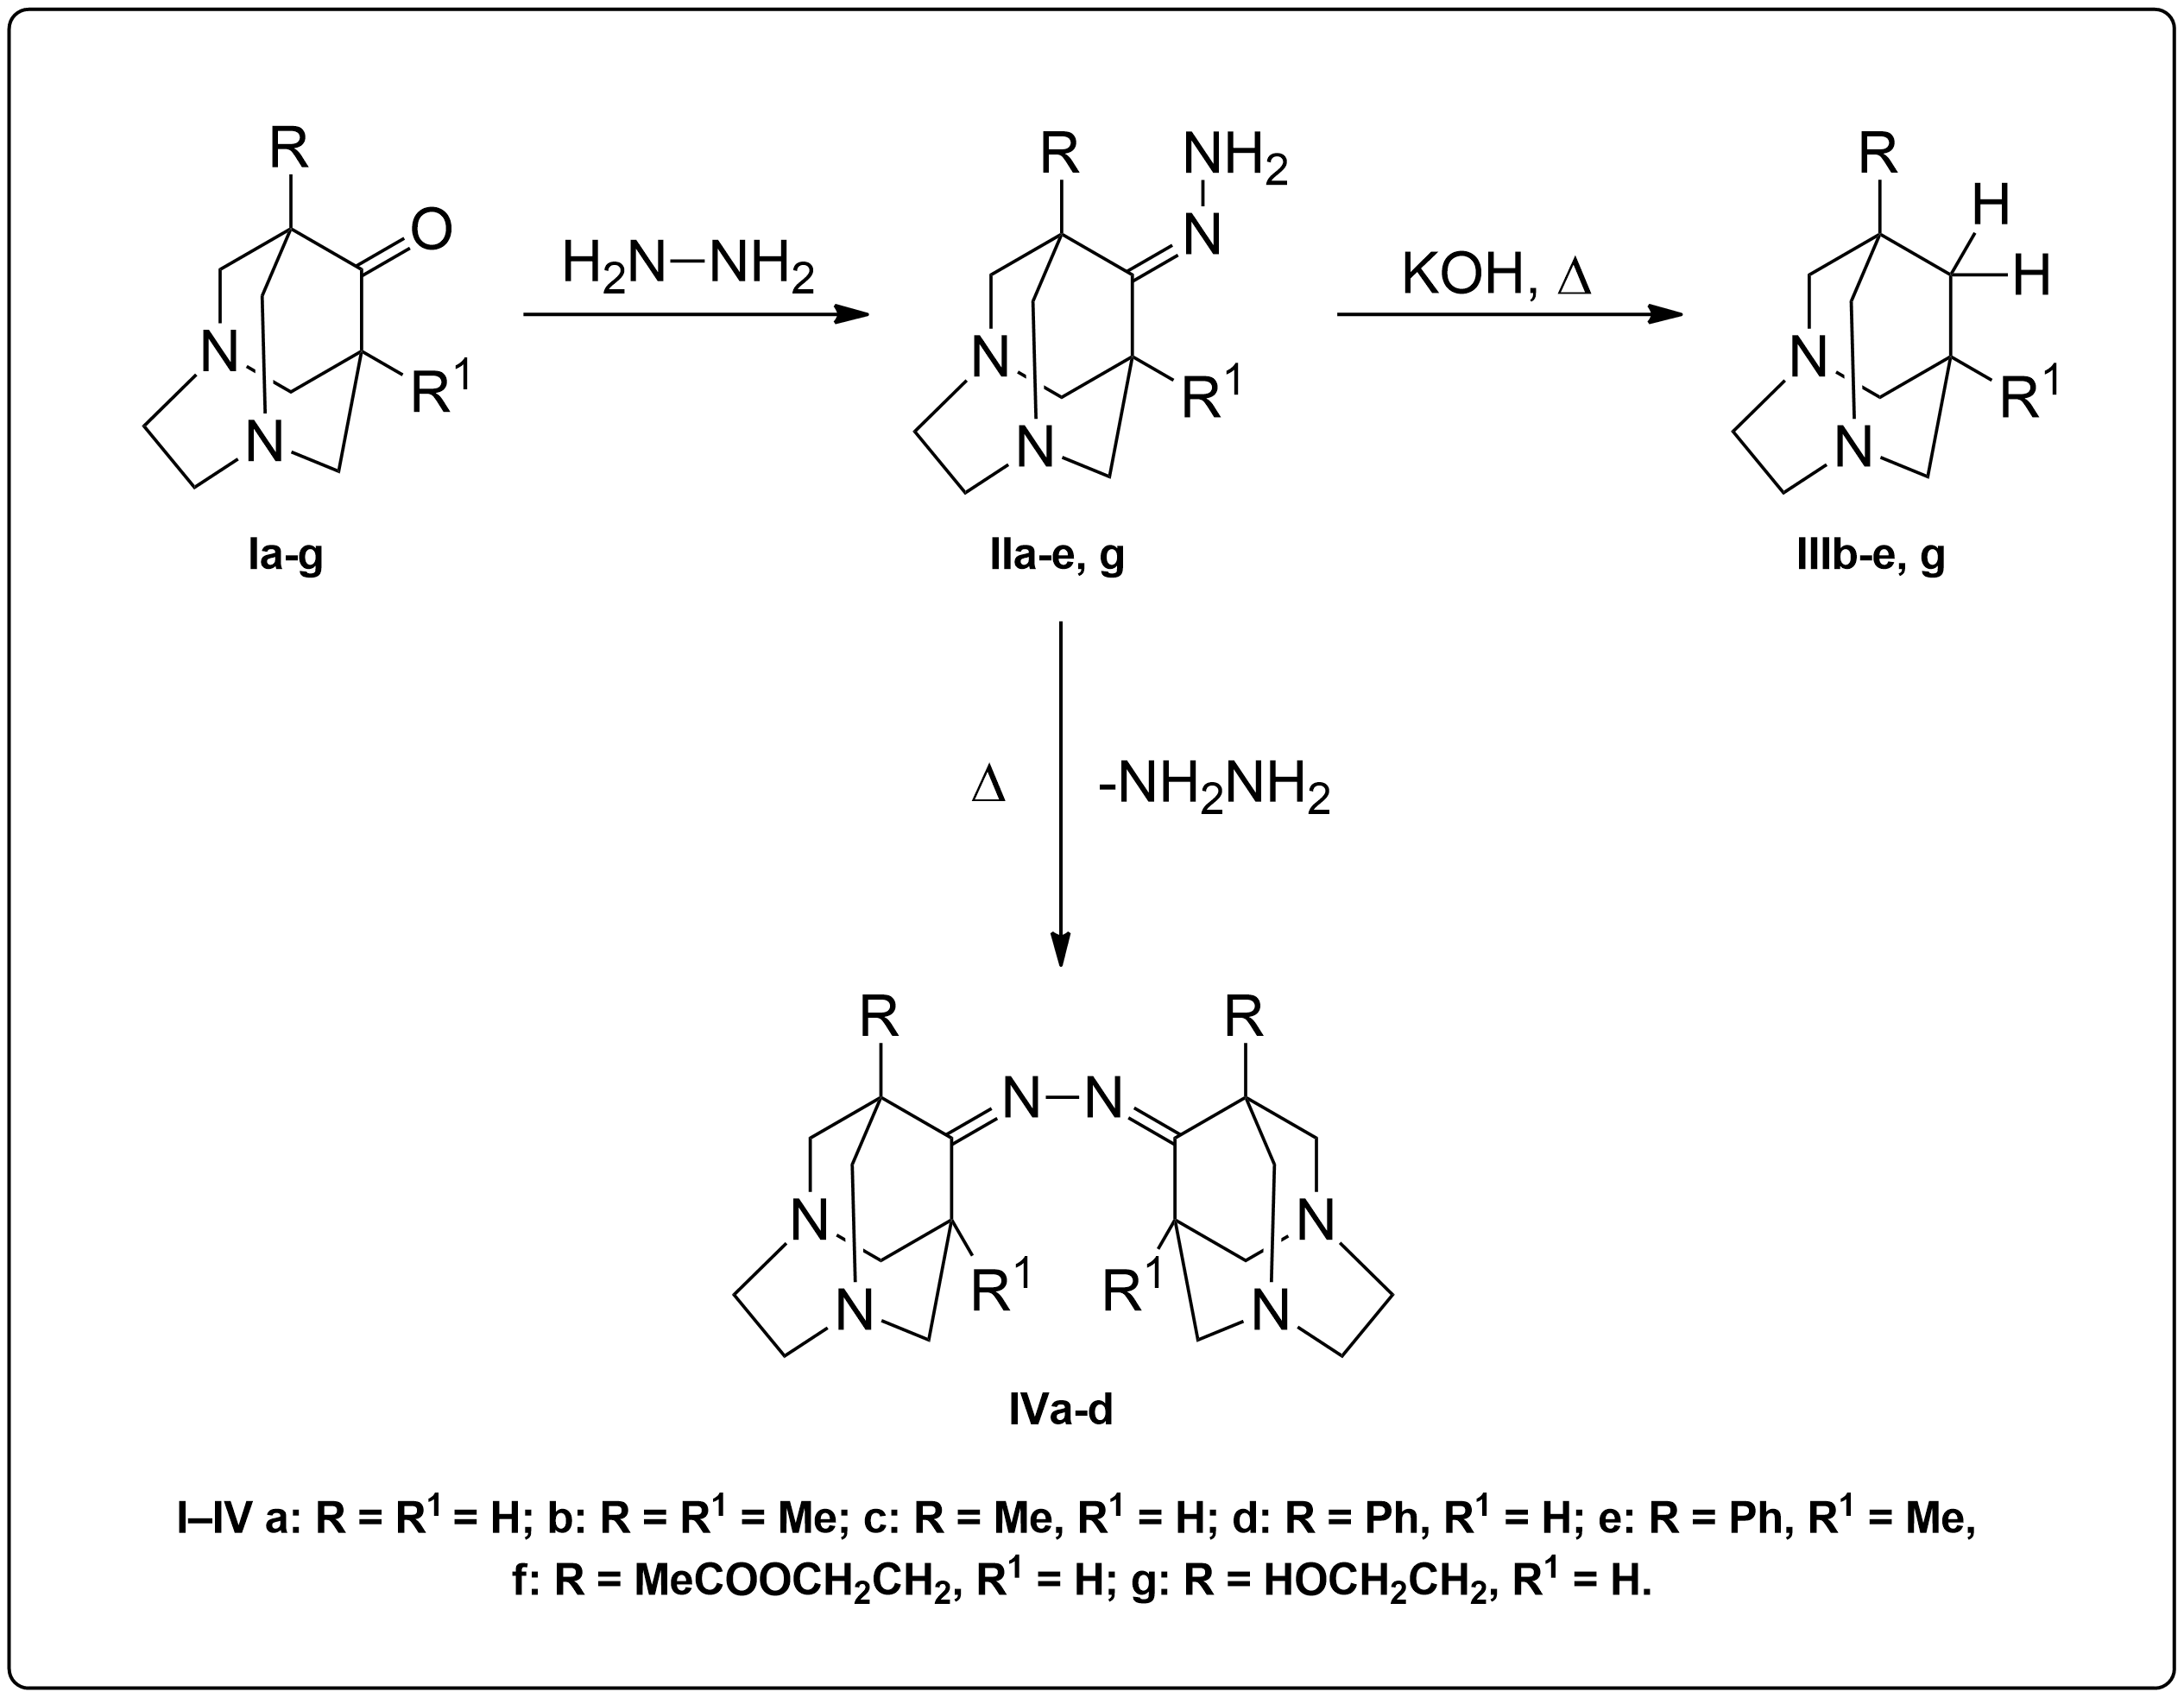 R
O
N
N
R¹
Ia-g
H₂N—NH₂
R
NH₂
N
N
N
R¹
IIa-e, g
KOH, Δ
R
H
H
N
N
R¹
IIIb-e, g
Δ
-NH₂NH₂
R
N—N
R
N
N
R¹
R¹
N
N
IVa-d
I–IV a: R = R¹ = H; b: R = R¹ = Me; c: R = Me, R¹ = H; d: R = Ph, R¹ = H; e: R = Ph, R¹ = Me,
f: R = MeCOOCH₂CH₂, R¹ = H; g: R = HOCH₂CH₂, R¹ = H.